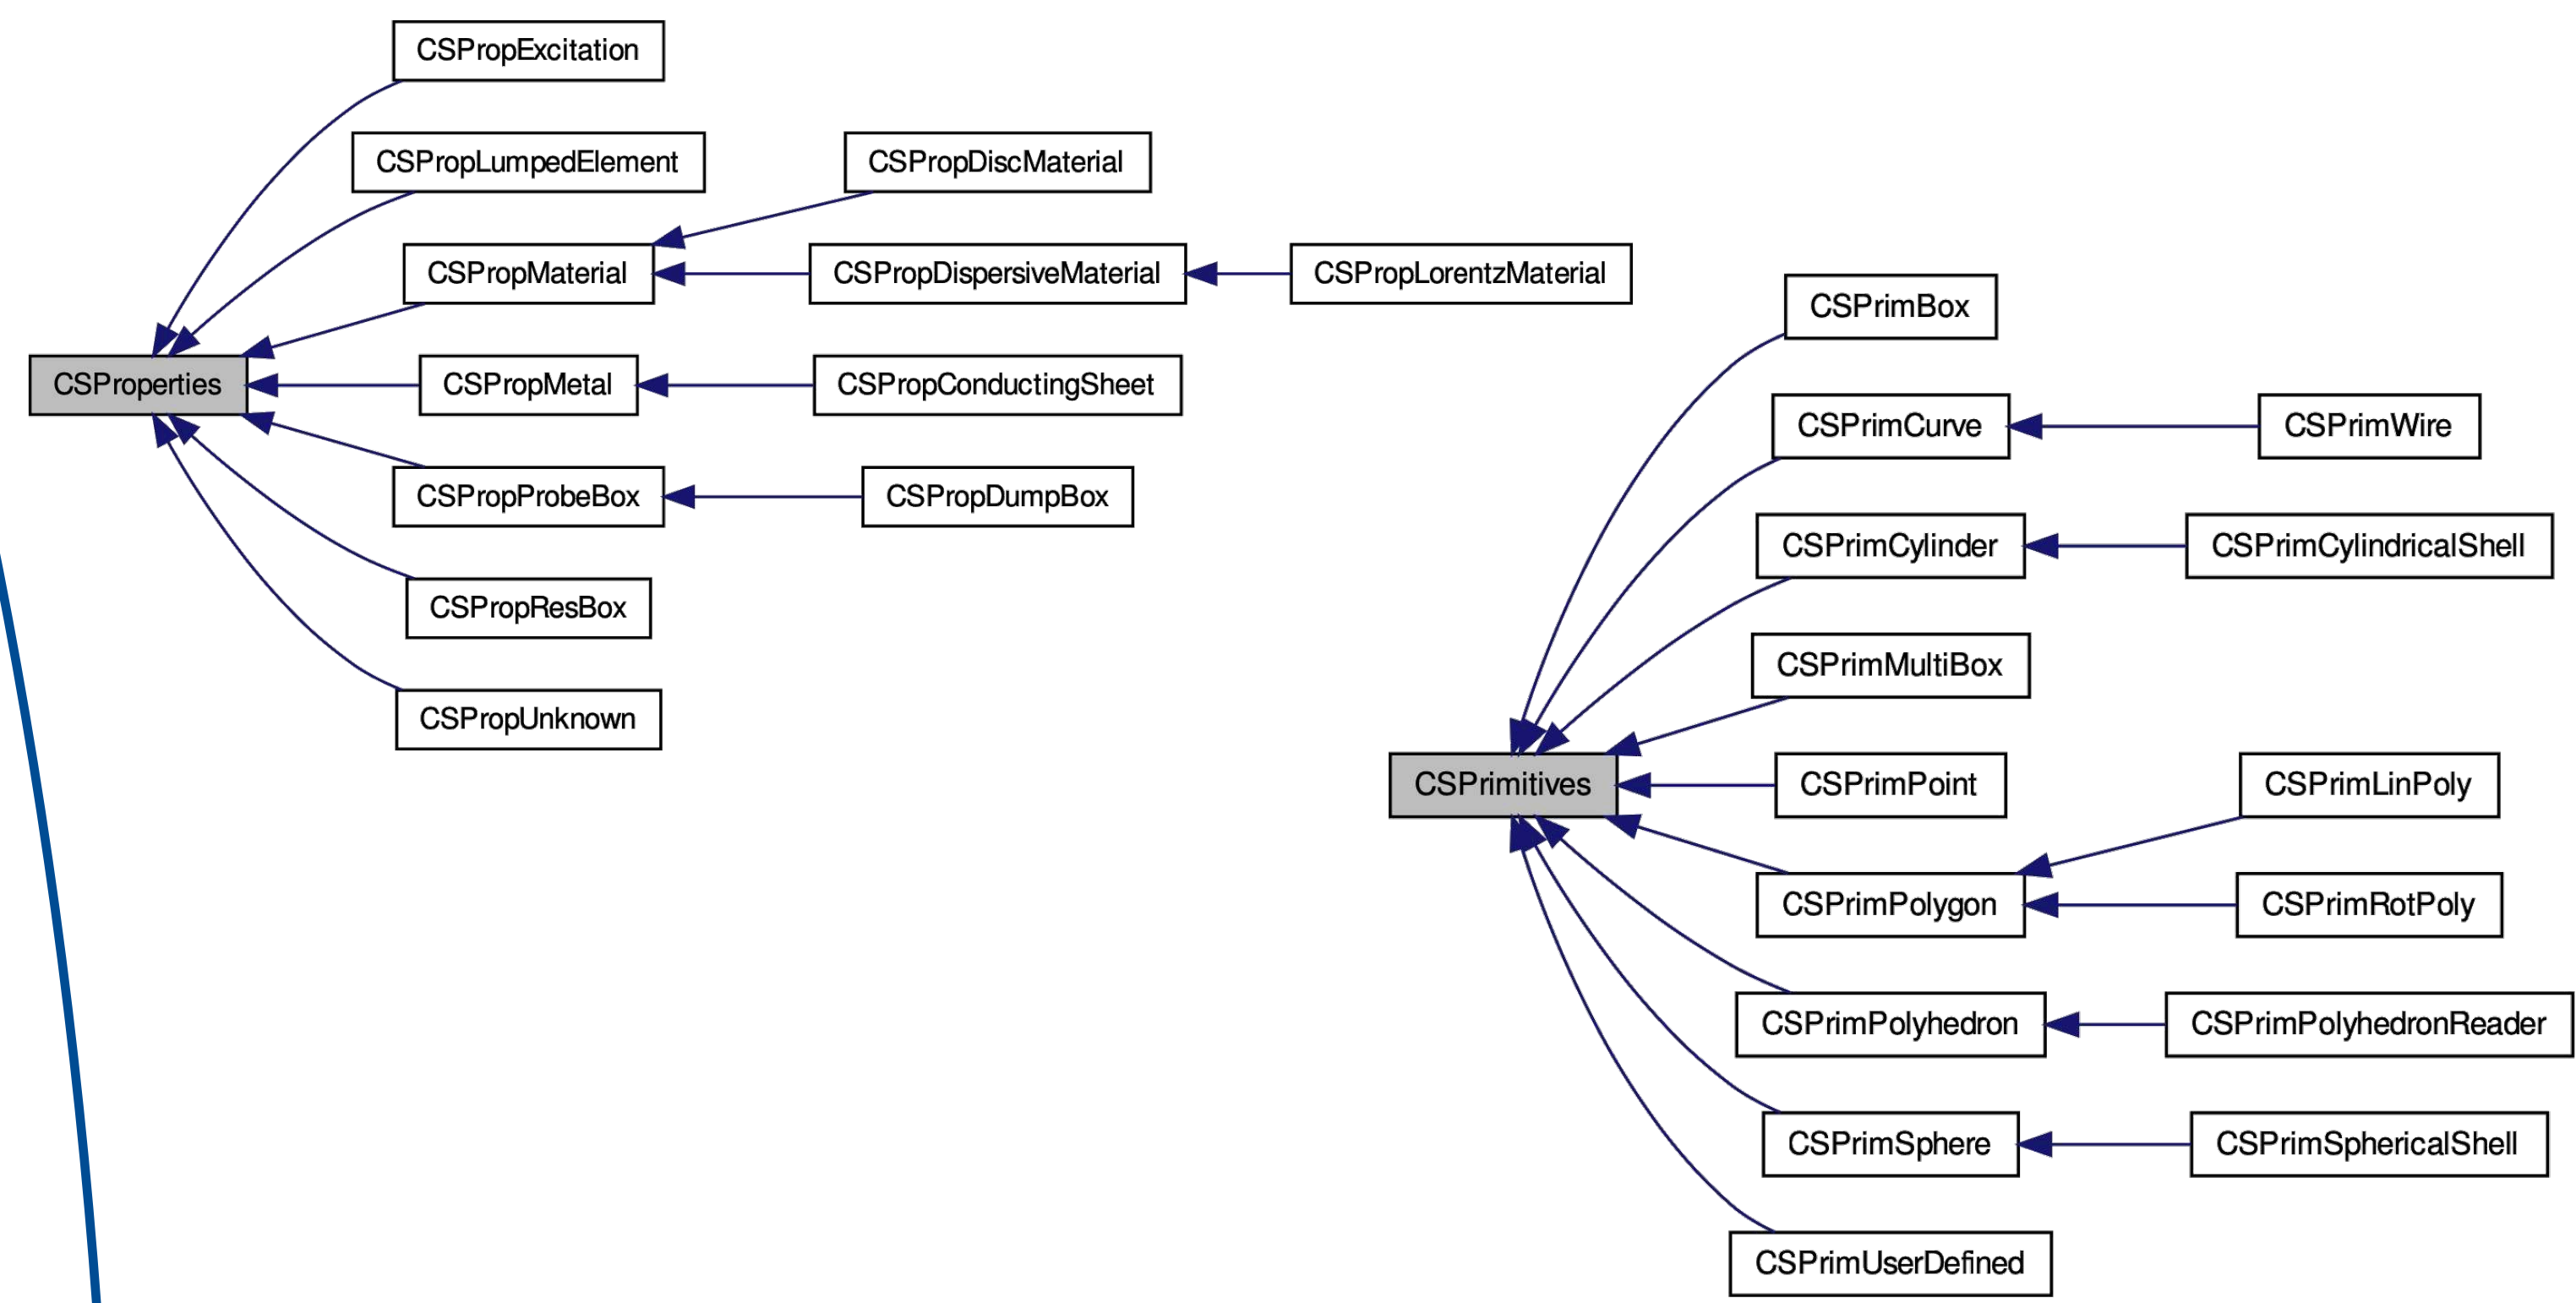 CSPropExcitation
CSPropLumpedElement
CSPropDiscMaterial
CSPropMaterial
CSPropDispersiveMaterial
CSPropLorentzMaterial
CSProperties
CSPropMetal
CSPropConductingSheet
CSPropProbeBox
CSPropDumpBox
CSPropResBox
CSPropUnknown
CSPrimBox
CSPrimCurve
CSPrimWire
CSPrimCylinder
CSPrimCylindricalShell
CSPrimMultiBox
CSPrimitives
CSPrimPoint
CSPrimLinPoly
CSPrimPolygon
CSPrimRotPoly
CSPrimPolyhedron
CSPrimPolyhedronReader
CSPrimSphere
CSPrimSphericalShell
CSPrimUserDefined